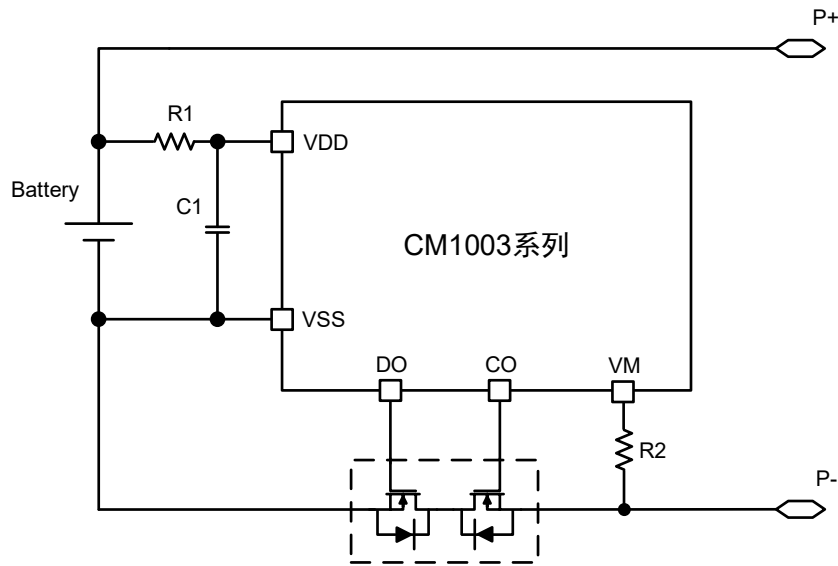 P+
R1
VDD
Battery
C1
CM1003系列
VSS
DO
CO
VM
R2
P-